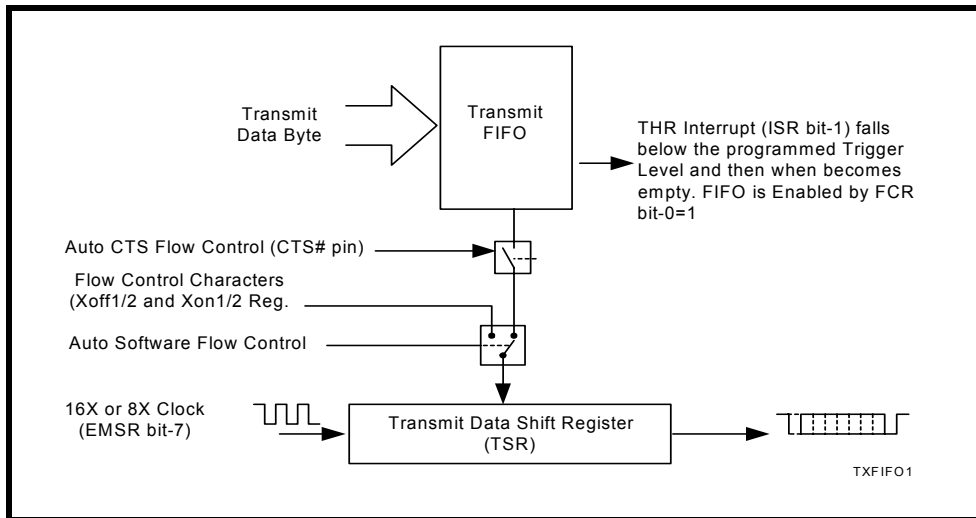 Transmit
Data Byte
Transmit
FIFO
THR Interrupt (ISR bit-1) falls
below the programmed Trigger
Level and then when becomes
empty. FIFO is Enabled by FCR
bit-0=1
Auto CTS Flow Control (CTS# pin)
Flow Control Characters
(Xoff1/2 and Xon1/2 Reg.
Auto Software Flow Control
16X or 8X Clock
(EMSR bit-7)
Transmit Data Shift Register
(TSR)
TXFIFO1